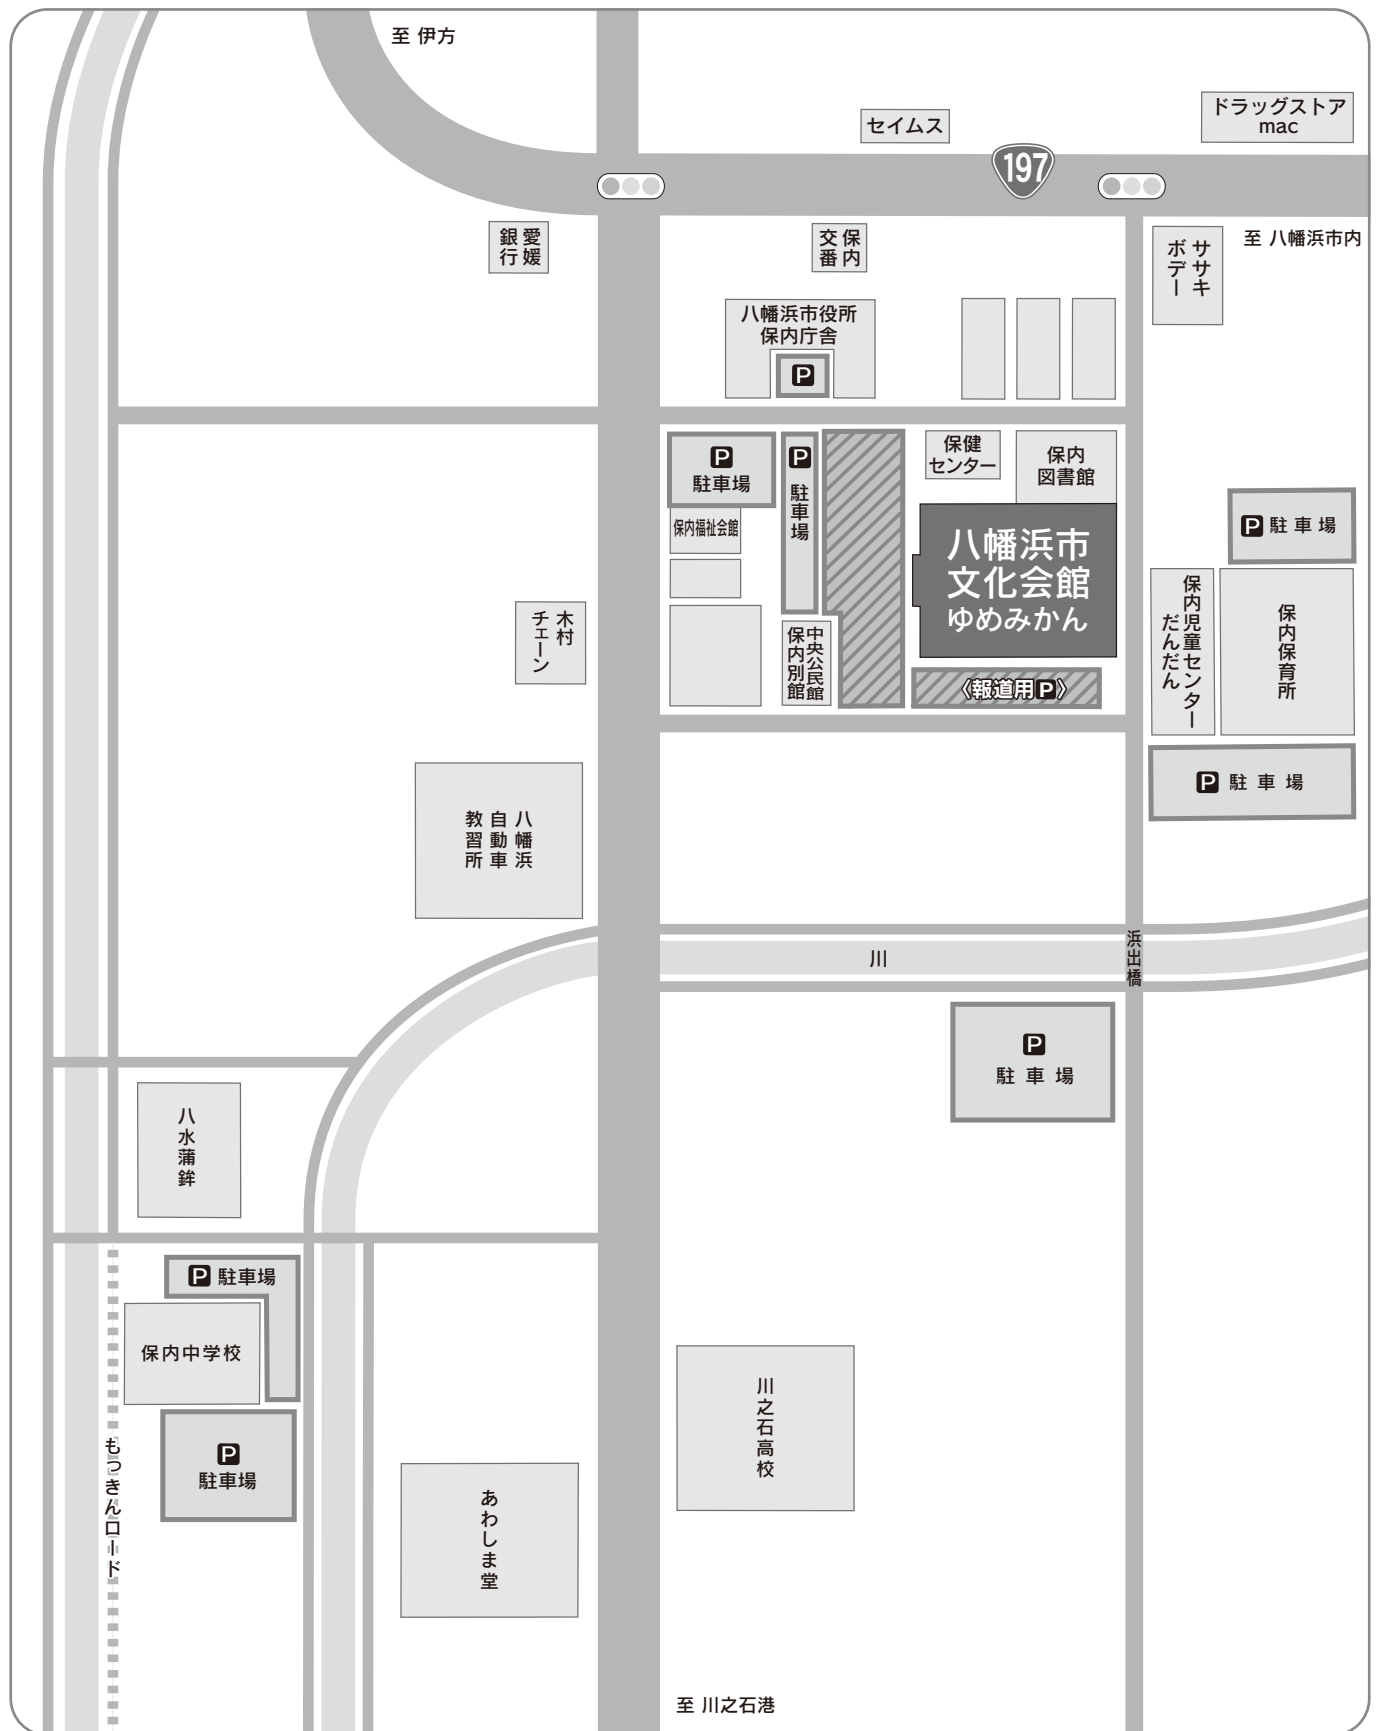 至 伊方
セイムス
ドラッグストア
mac
197
愛媛
銀行
保内
交番
ササキ
ボデー
至 八幡浜市内
八幡浜市役所
保内庁舎
P
P
駐車場
P
駐車場
保健
センター
保内
図書館
保内福祉会館
八幡浜市
文化会館
ゆめみかん
P 駐車場
木村
チェーン
中央公民館
保内別館
《報道用P》
保内児童センター
だんだん
保内保育所
P 駐車場
八幡浜
自動車
教習所
川
浜出橋
P
駐車場
八水蒲鉾
P 駐車場
保内中学校
P
駐車場
もっきんロード
あわしま堂
川之石高校
至 川之石港